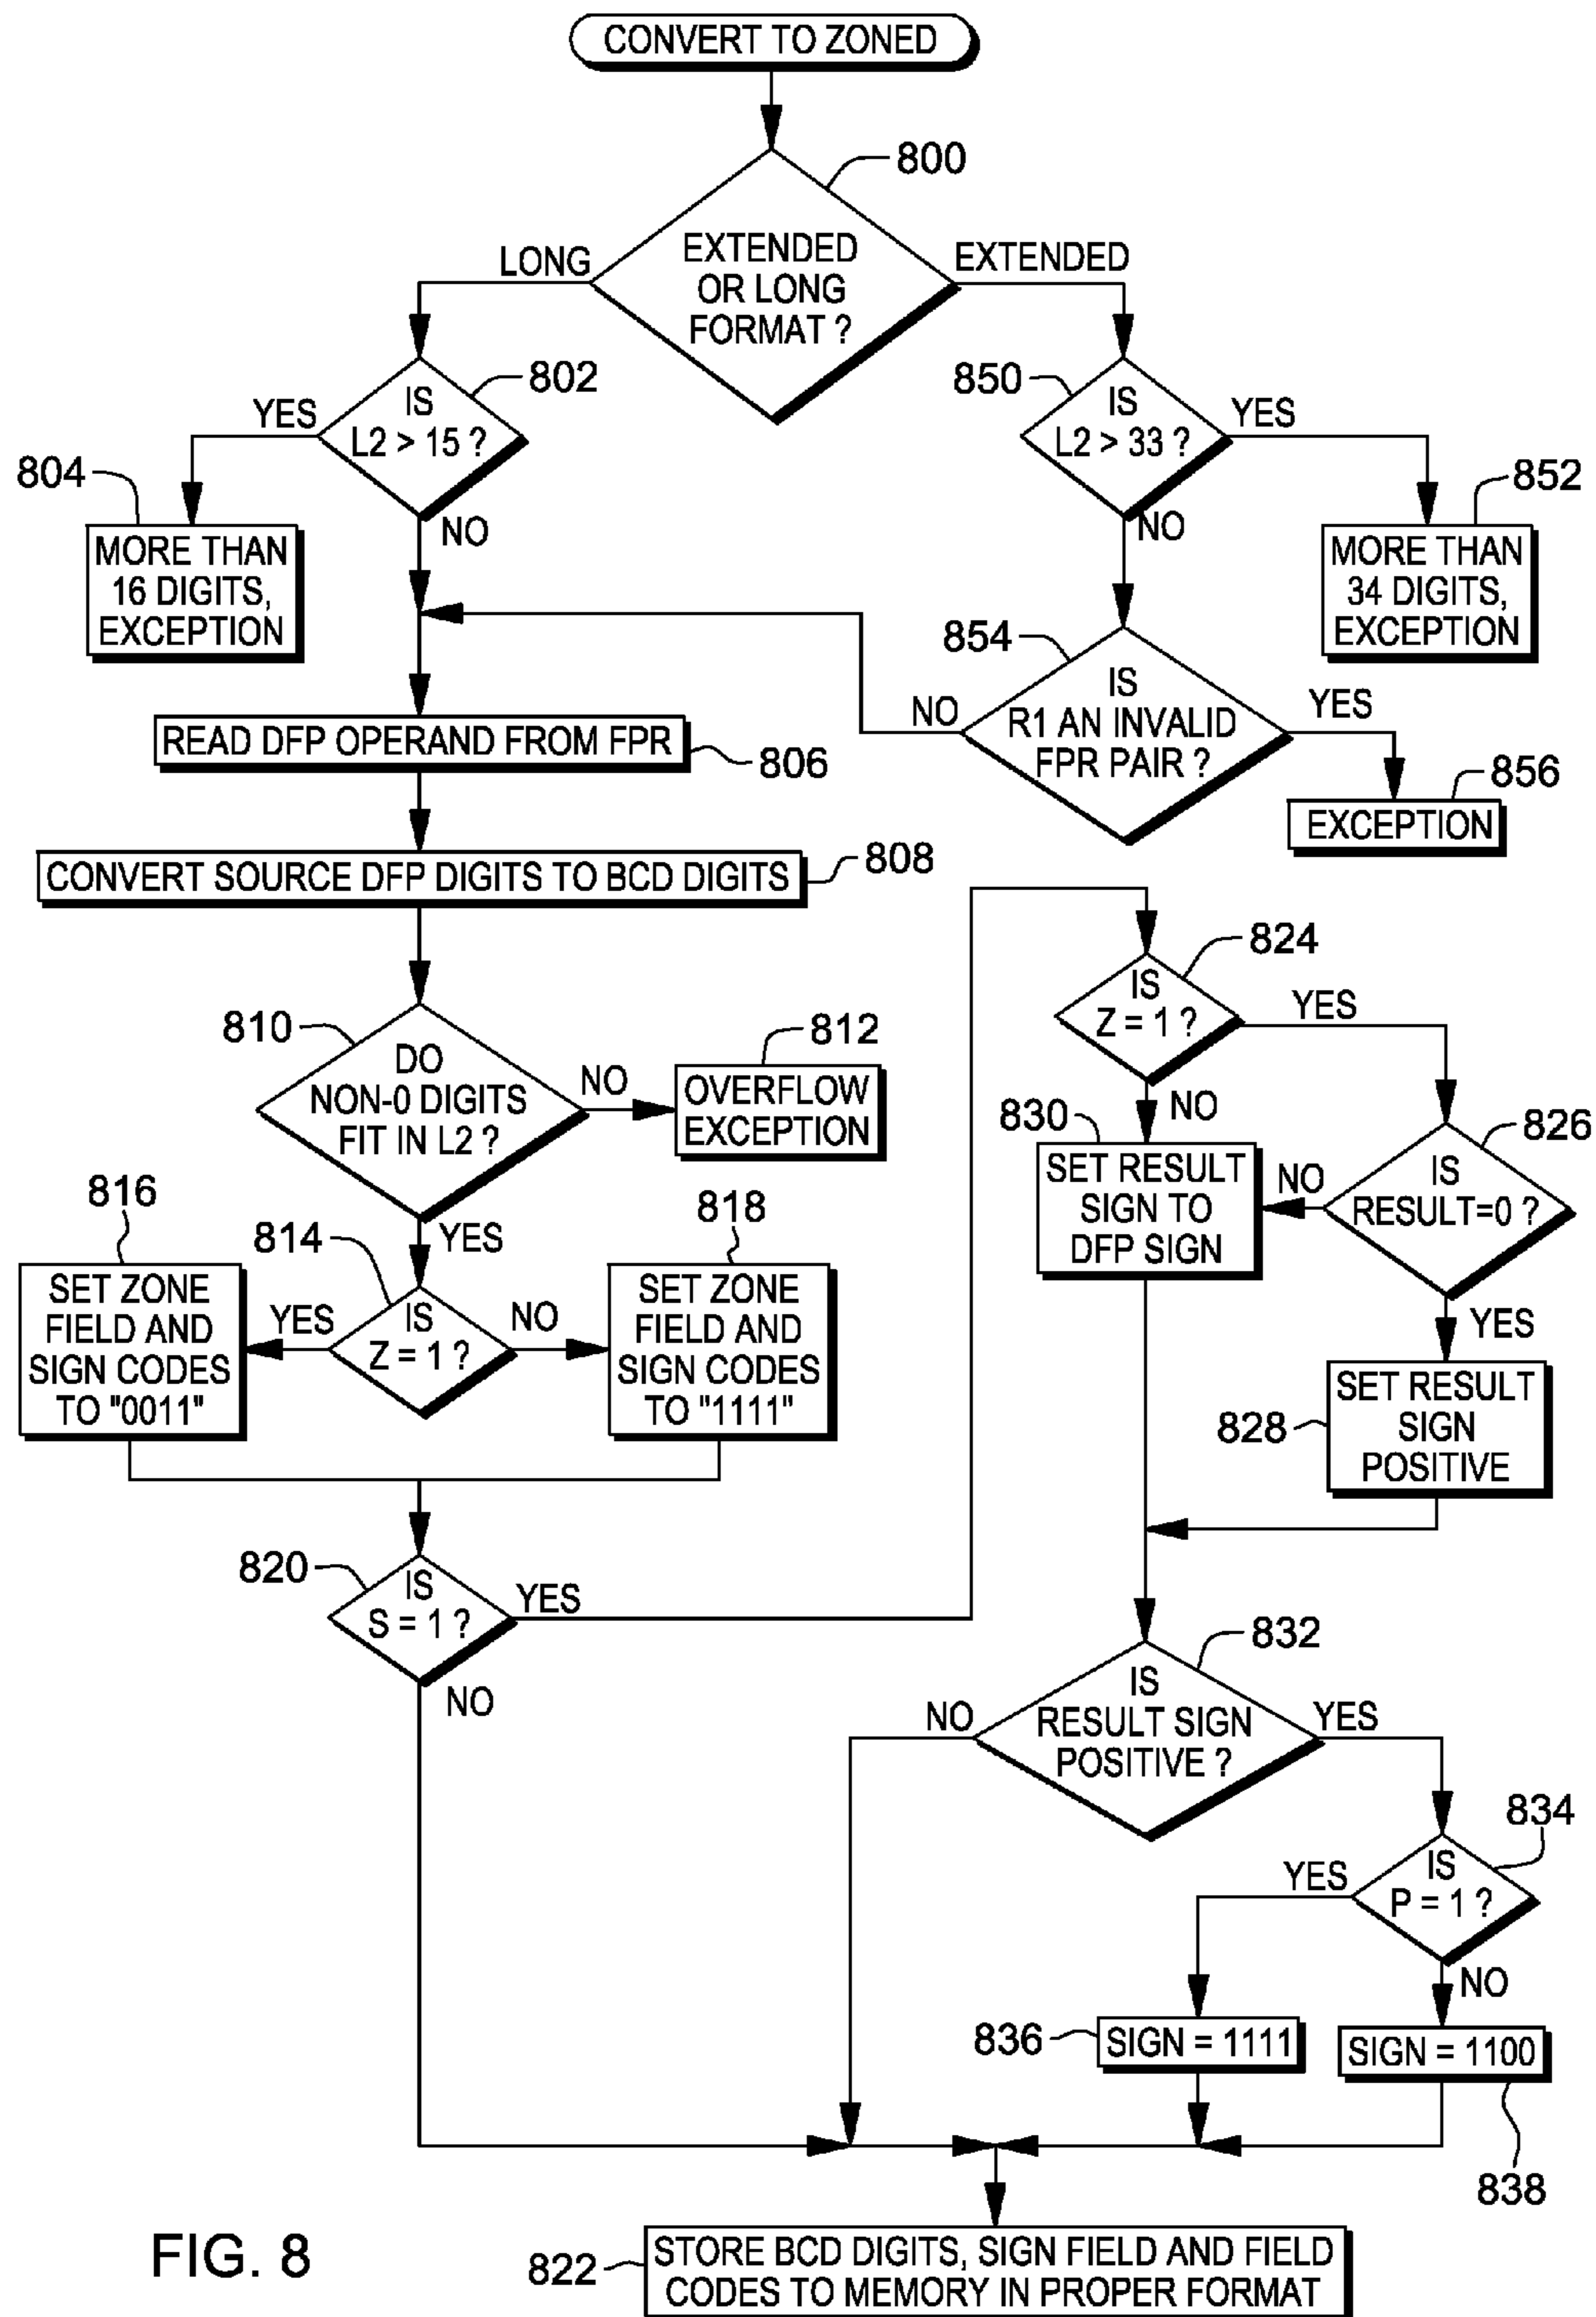 CONVERT TO ZONED
800
EXTENDED
OR LONG
FORMAT ?
LONG
EXTENDED
802
IS
L2 > 15 ?
YES
NO
804
MORE THAN
16 DIGITS,
EXCEPTION
850
IS
L2 > 33 ?
YES
NO
852
MORE THAN
34 DIGITS,
EXCEPTION
854
IS
R1 AN INVALID
FPR PAIR ?
NO
YES
856
EXCEPTION
READ DFP OPERAND FROM FPR
806
CONVERT SOURCE DFP DIGITS TO BCD DIGITS
808
810
DO
NON-0 DIGITS
FIT IN L2 ?
NO
YES
812
OVERFLOW
EXCEPTION
814
IS
Z = 1 ?
YES
NO
816
SET ZONE
FIELD AND
SIGN CODES
TO "0011"
818
SET ZONE
FIELD AND
SIGN CODES
TO "1111"
820
IS
S = 1 ?
YES
NO
824
IS
Z = 1 ?
YES
NO
826
IS
RESULT=0 ?
NO
YES
830
SET RESULT
SIGN TO
DFP SIGN
828
SET RESULT
SIGN
POSITIVE
832
IS
RESULT SIGN
POSITIVE ?
NO
YES
834
IS
P = 1 ?
YES
NO
836
SIGN = 1111
SIGN = 1100
838
822
STORE BCD DIGITS, SIGN FIELD AND FIELD
CODES TO MEMORY IN PROPER FORMAT
FIG. 8